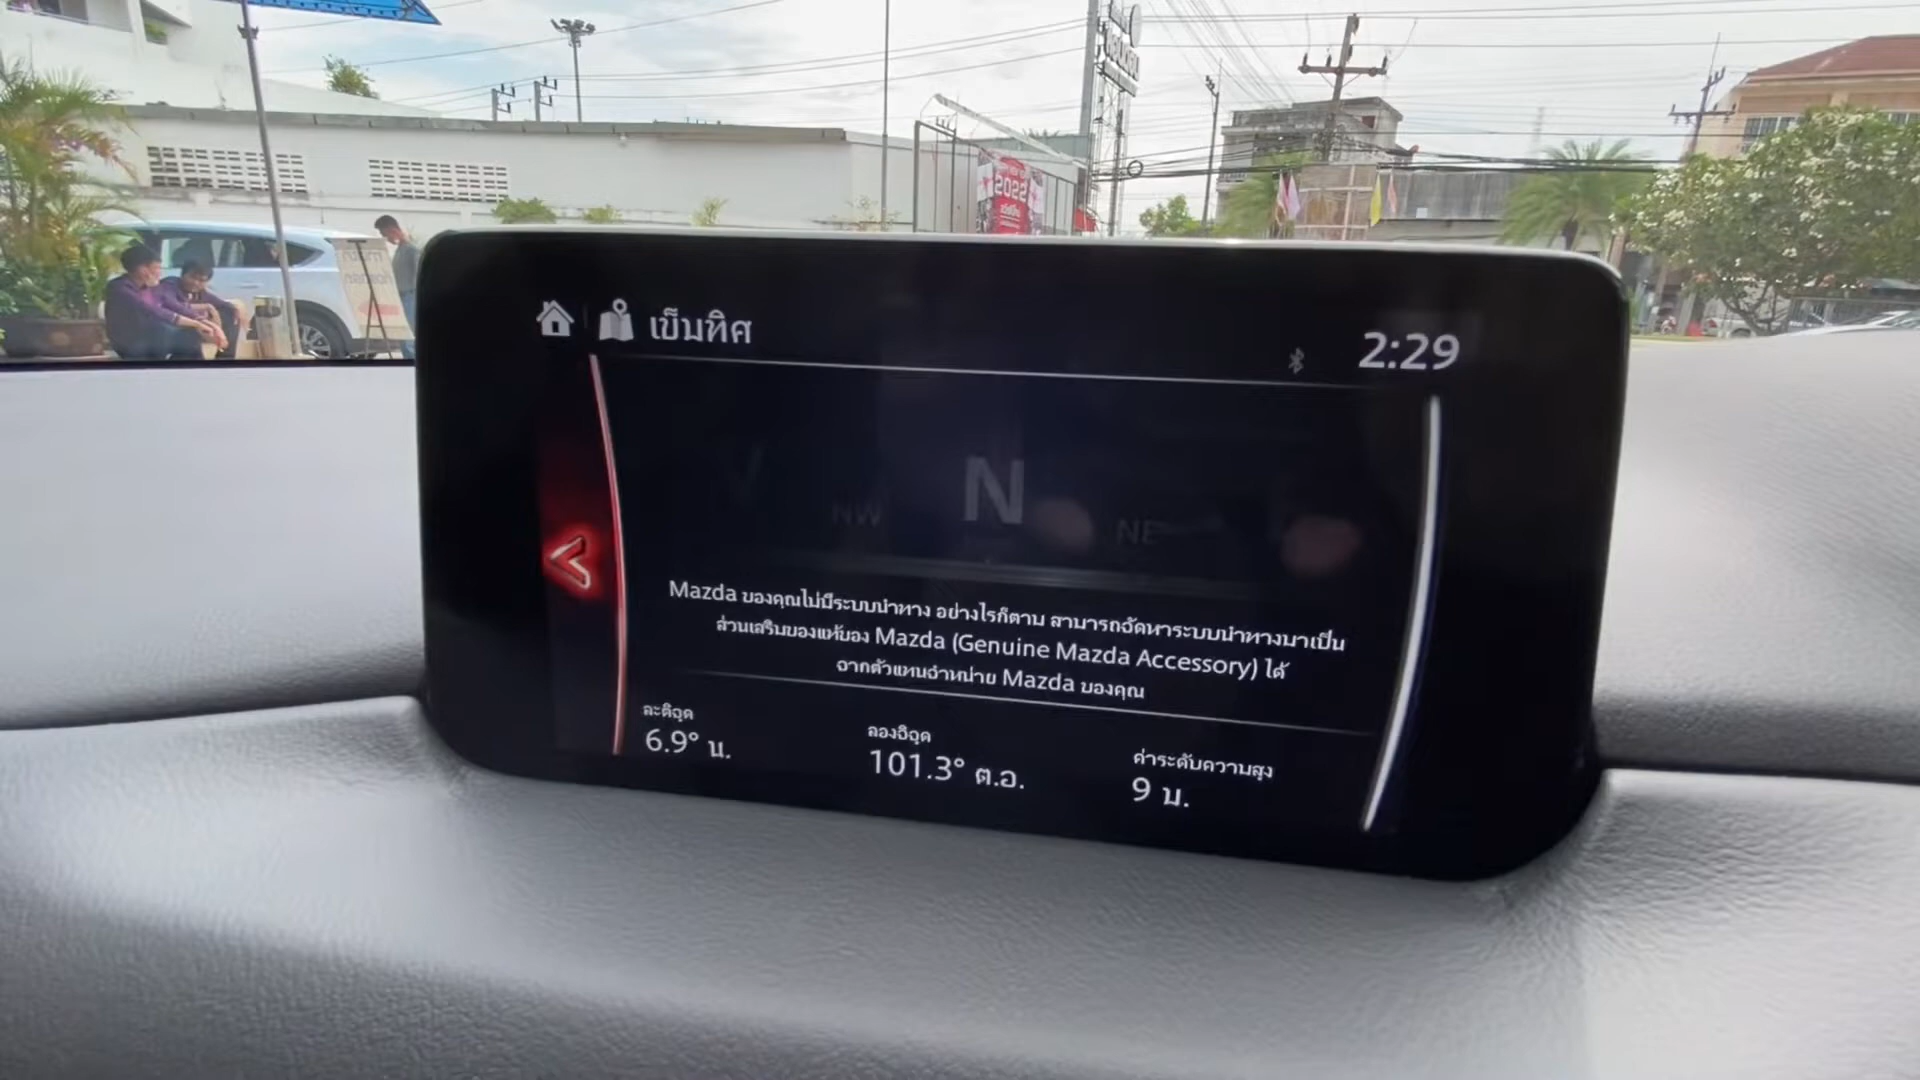 2022
เข็มทิศ
2:29
N
NW
NE
Mazda ของคุณไม่มีระบบนำทาง อย่างไรก็ตาม สามารถจัดหาระบบนำทางมาเป็น
ส่วนเสริมของแท้ของ Mazda (Genuine Mazda Accessory) ได้
จากตัวแทนจำหน่าย Mazda ของคุณ
ละติจูด
ลองจิจูด
ค่าระดับความสูง
6.9° น.
101.3° ต.อ.
9 ม.